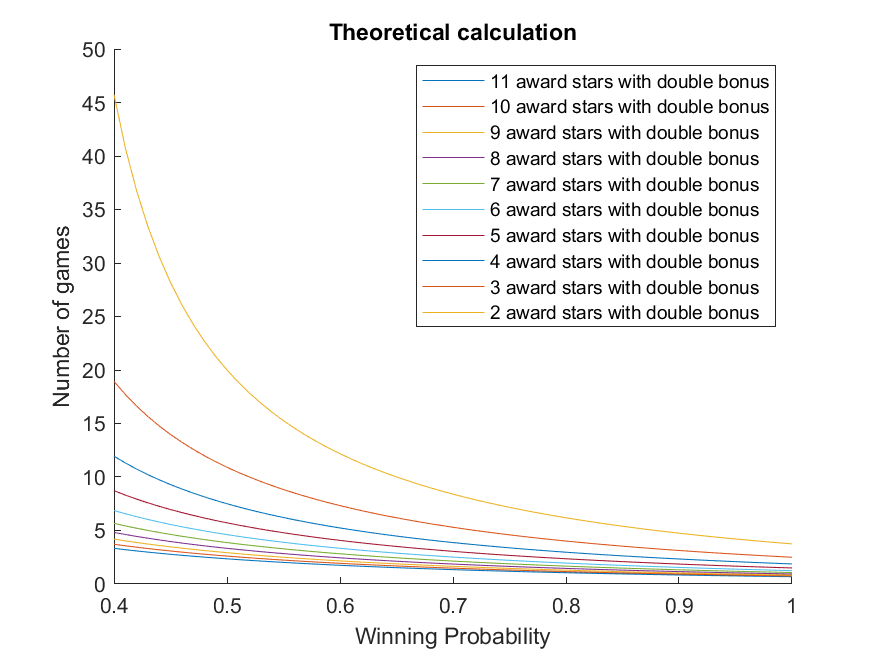 Theoretical calculation
50
45
40
35
30
25
20
15
10
5
0
Number of games
11 award stars with double bonus
10 award stars with double bonus
9 award stars with double bonus
8 award stars with double bonus
7 award stars with double bonus
6 award stars with double bonus
5 award stars with double bonus
4 award stars with double bonus
3 award stars with double bonus
2 award stars with double bonus
0.4 0.5 0.6 0.7 0.8 0.9 1
Winning Probability